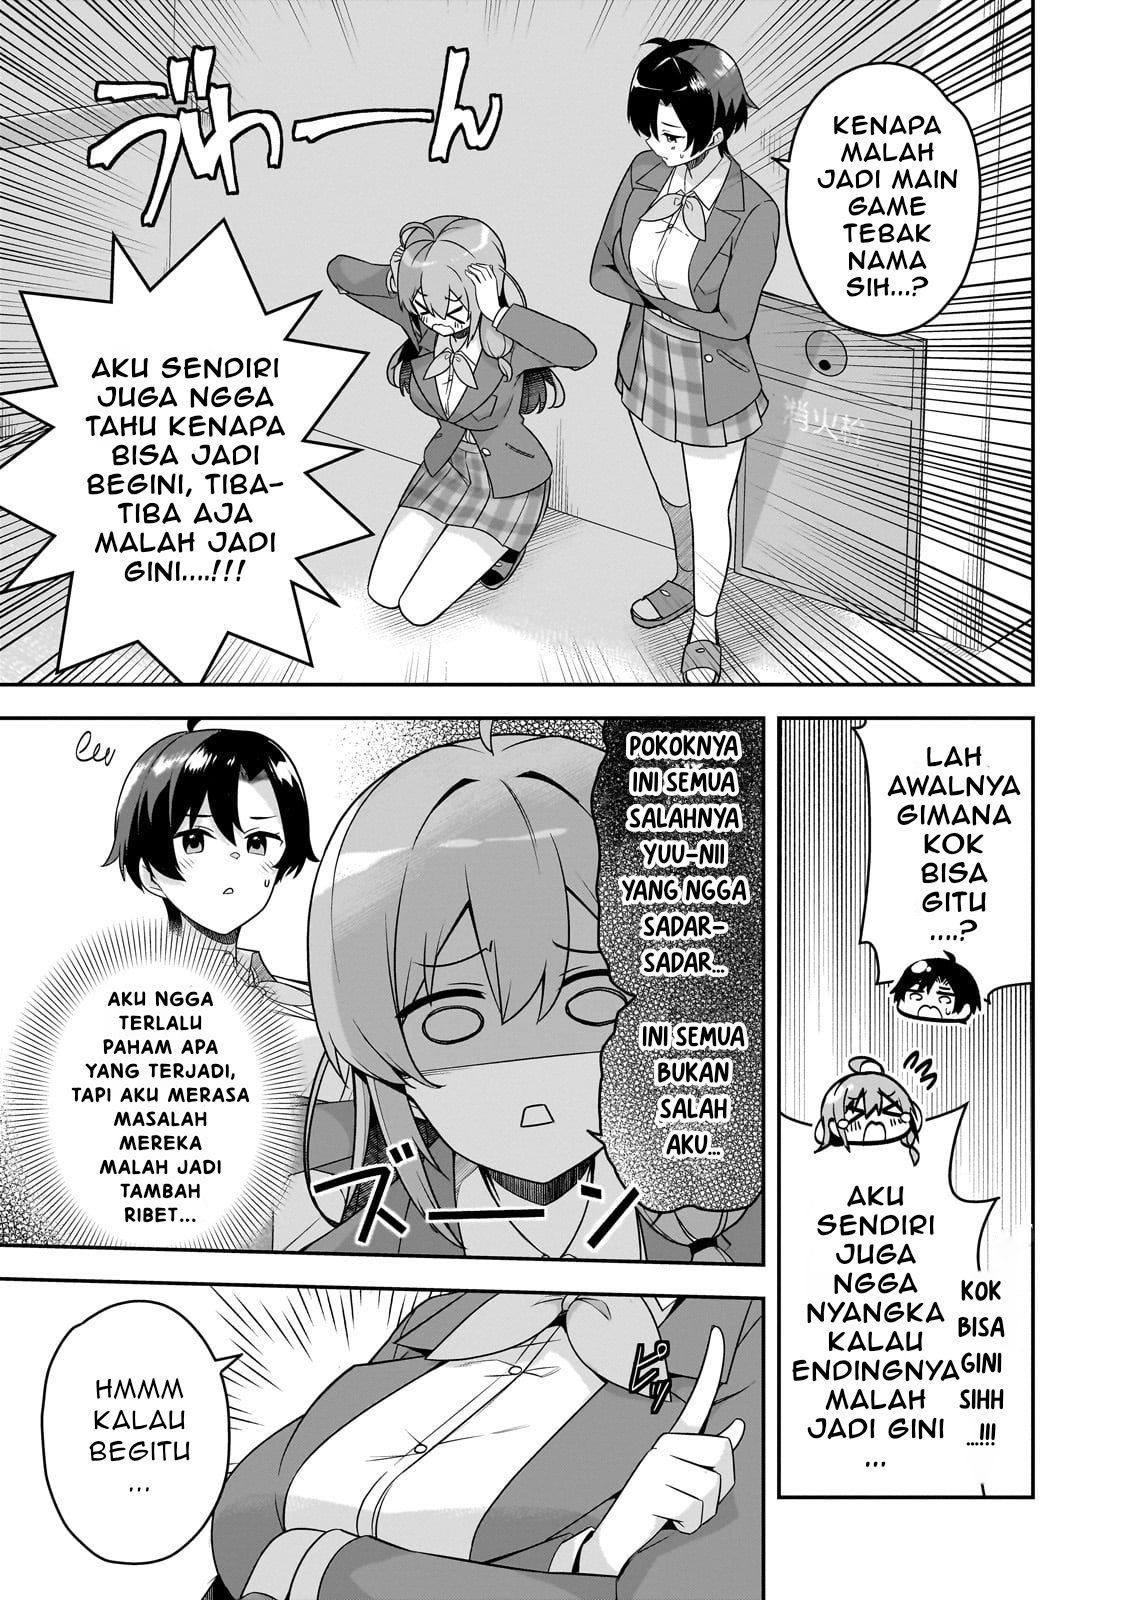 KENAPA
MALAH
JADI MAIN
GAME
TEBAK
NAMA
SIH...?
ぶわーーん
消火栓
AKU SENDIRI
JUGA NGGA
TAHU KENAPA
BISA JADI
BEGINI, TIBA-
TIBA AJA
MALAH JADI
GINI....!!!
LAH
AWALNYA
GIMANA
KOK
BISA
GITU
....?
KOK
BISA
GINI
SIHH
...!!!
AKU
SENDIRI
JUGA
NGGA
NYANGKA
KALAU
ENDINGNYA
MALAH
JADI GINI
...
POKOKNYA
INI SEMUA
SALAHNYA
YUU-NII
YANG NGGA
SADAR-
SADAR...
INI SEMUA
BUKAN
SALAH
AKU...
ズーーン
AKU NGGA
TERLALU
PAHAM APA
YANG TERJADI,
TAPI AKU MERASA
MASALAH
MEREKA
MALAH JADI
TAMBAH
RIBET...
ピッ
HMMM
KALAU
BEGITU
...